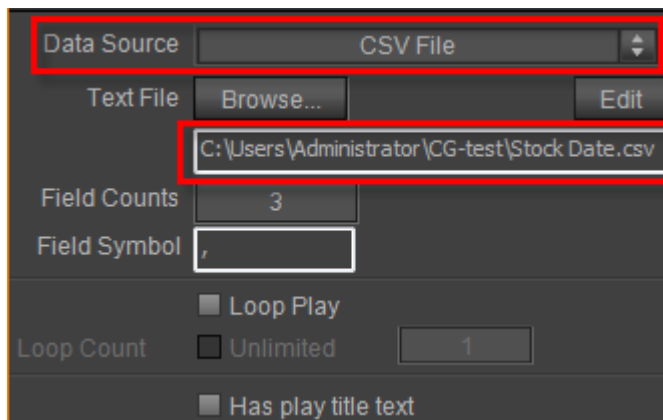 Data Source CSV File
Text File Browse... Edit
C:\Users\Administrator\CG-test\Stock Date.csv
Field Counts 3
Field Symbol ,
Loop Play
Loop Count Unlimited 1
Has play title text